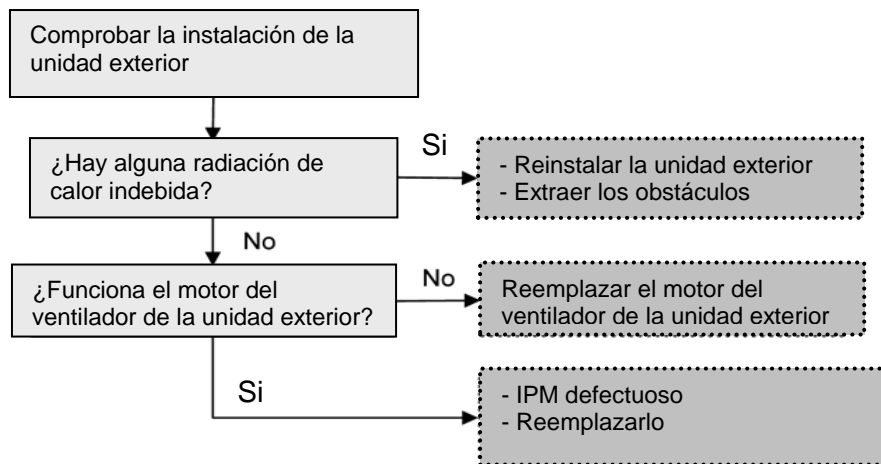 Comprobar la instalación de la
unidad exterior
¿Hay alguna radiación de
calor indebida?
Si
- Reinstalar la unidad exterior
- Extraer los obstáculos
No
¿Funciona el motor del
ventilador de la unidad exterior?
No
Reemplazar el motor del
ventilador de la unidad exterior
Si
- IPM defectuoso
- Reemplazarlo